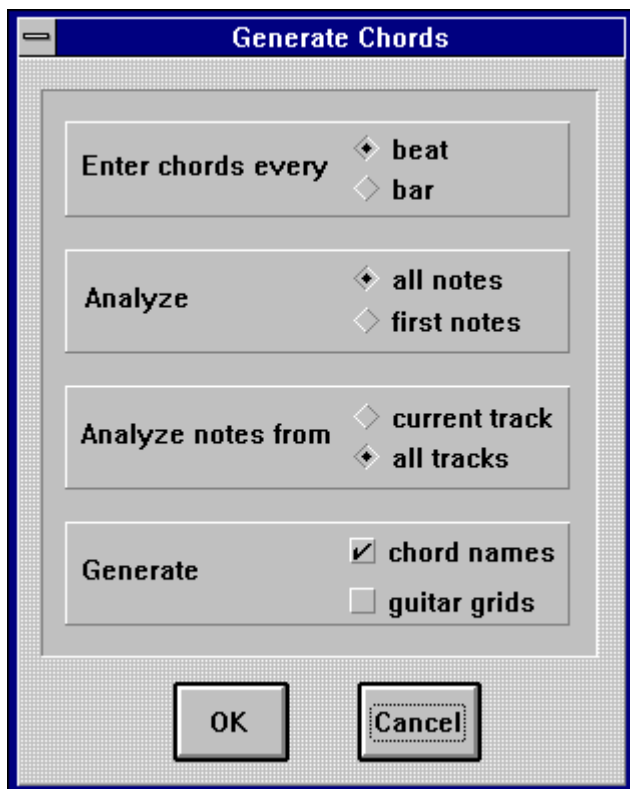 Generate Chords
Enter chords every
beat
bar
Analyze
all notes
first notes
Analyze notes from
current track
all tracks
Generate
chord names
guitar grids
OK
Cancel